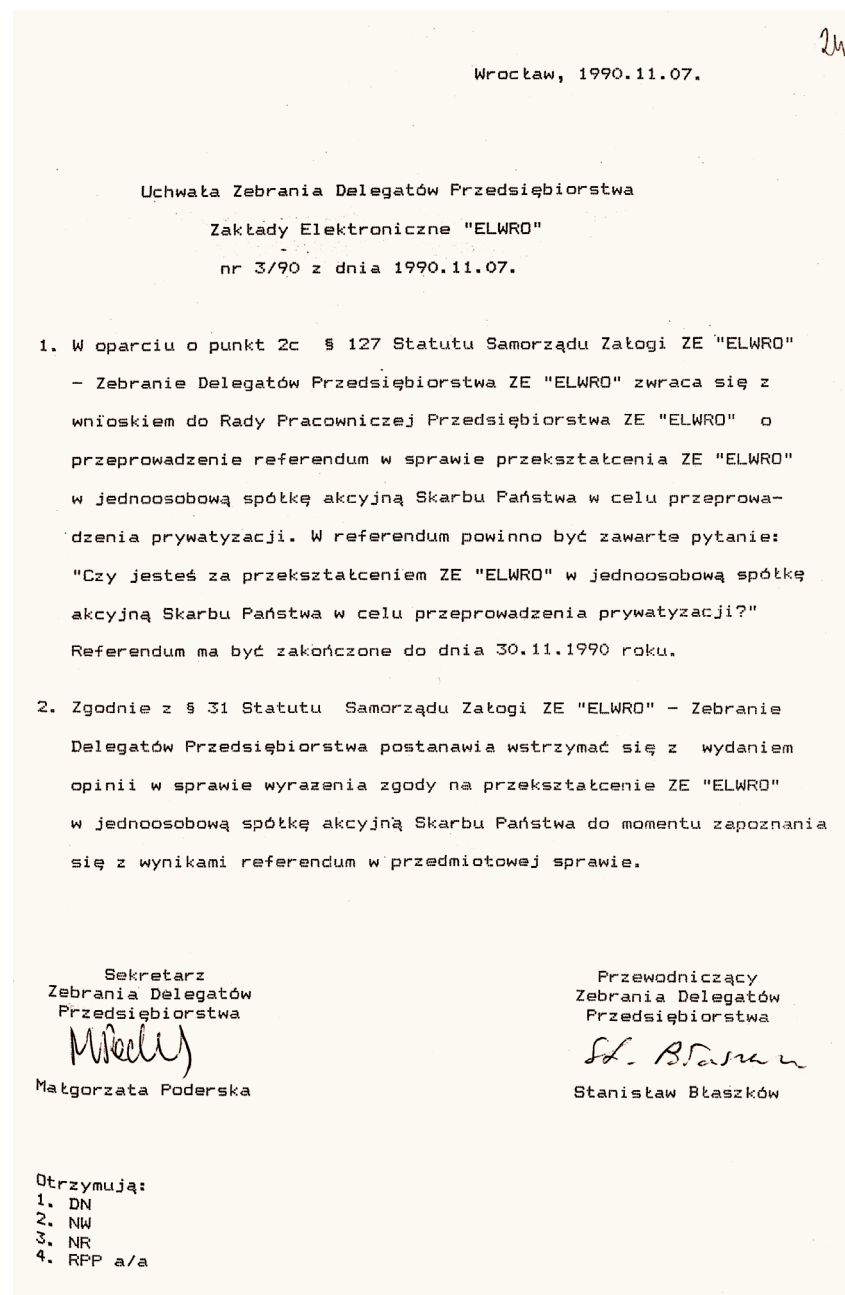 24
Wrocław, 1990.11.07.
Uchwała Zebrania Delegatów Przedsiębiorstwa
Zakłady Elektroniczne "ELWRO"
nr 3/90 z dnia 1990.11.07.
1. W oparciu o punkt 2c § 127 Statutu Samorządu Załogi ZE "ELWRO"
- Zebranie Delegatów Przedsiębiorstwa ZE "ELWRO" zwraca się z
wnioskiem do Rady Pracowniczej Przedsiębiorstwa ZE "ELWRO" o
przeprowadzenie referendum w sprawie przekształcenia ZE "ELWRO"
w jednoosobową spółkę akcyjną Skarbu Państwa w celu przeprowa-
dzenia prywatyzacji. W referendum powinno być zawarte pytanie:
"Czy jesteś za przekształceniem ZE "ELWRO" w jednoosobową spółkę
akcyjną Skarbu Państwa w celu przeprowadzenia prywatyzacji?"
Referendum ma być zakończone do dnia 30.11.1990 roku.
2. Zgodnie z § 31 Statutu Samorządu Załogi ZE "ELWRO" - Zebranie
Delegatów Przedsiębiorstwa postanawia wstrzymać się z wydaniem
opinii w sprawie wyrażenia zgody na przekształcenie ZE "ELWRO"
w jednoosobową spółkę akcyjną Skarbu Państwa do momentu zapoznania
się z wynikami referendum w przedmiotowej sprawie.
Sekretarz
Zebrania Delegatów
Przedsiębiorstwa
Małgorzata Poderska
Przewodniczący
Zebrania Delegatów
Przedsiębiorstwa
St. Błaszków
Stanisław Błaszków
Otrzymują:
1. DN
2. NW
3. NR
4. RPP a/a